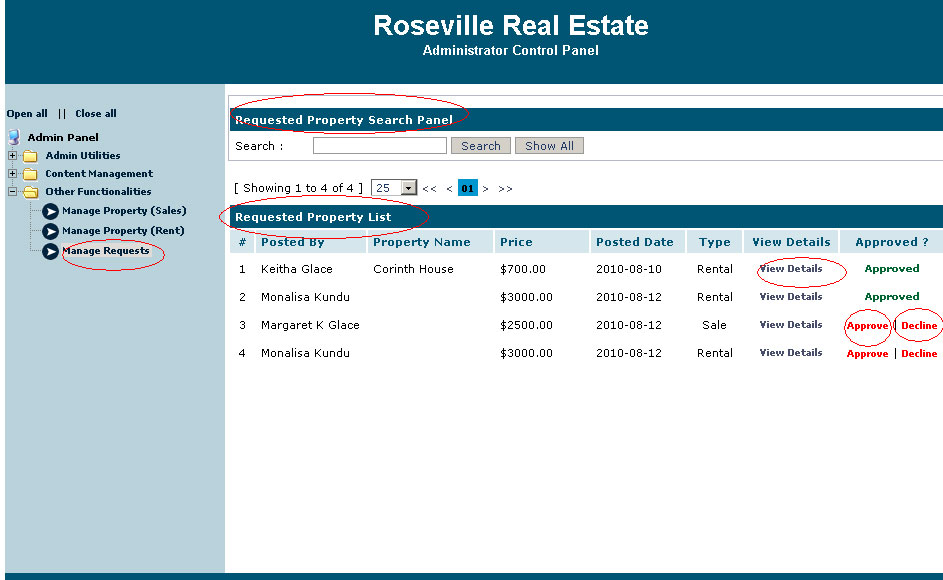 Roseville Real Estate
Administrator Control Panel
Open all || Close all
Admin Panel
Admin Utilities
Content Management
Other Functionalities
Manage Property (Sales)
Manage Property (Rent)
Manage Requests
Requested Property Search Panel
Search : Search Show All
[ Showing 1 to 4 of 4 ] 25 << < 01 > >>
Requested Property List
# Posted By Property Name Price Posted Date Type View Details Approved ?
1 Keitha Glace Corinth House $700.00 2010-08-10 Rental View Details Approved
2 Monalisa Kundu $3000.00 2010-08-12 Rental View Details Approved
3 Margaret K Glace $2500.00 2010-08-12 Sale View Details Approve | Decline
4 Monalisa Kundu $3000.00 2010-08-12 Rental View Details Approve | Decline